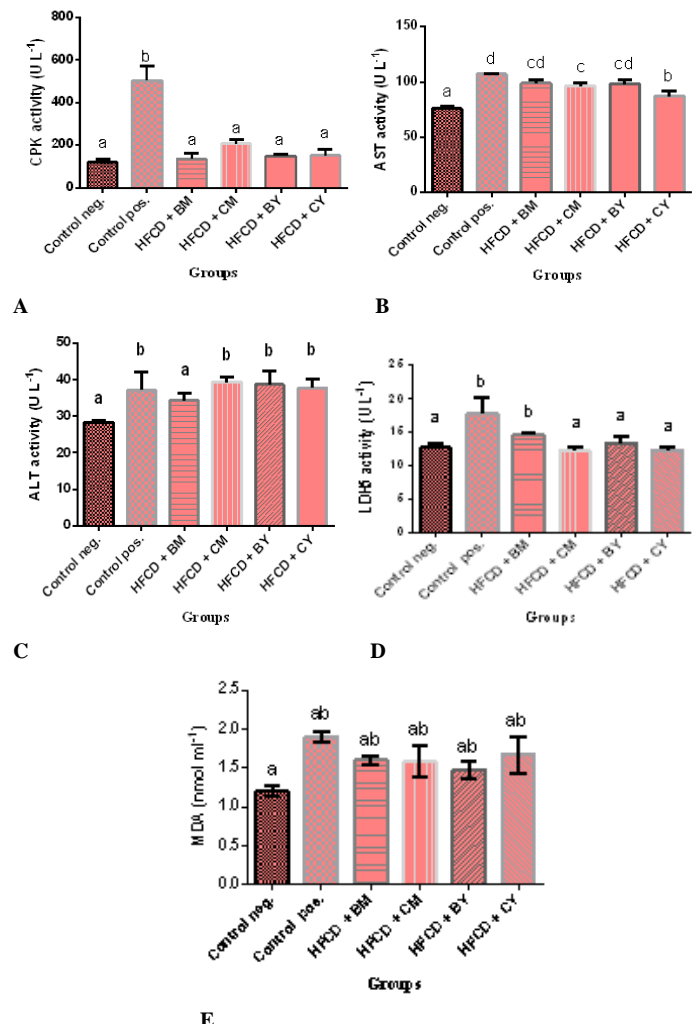 CPK activity (U L-1)
800
600
400
200
0
b
a
a
a
a
a
Control neg.
Control pos.
HFCD + BM
HFCD + CM
HFCD + BY
HFCD + CY
Groups
A
AST activity (U L-1)
150
100
50
0
a
d
cd
c
cd
b
Control neg.
Control pos.
HFCD + BM
HFCD + CM
HFCD + BY
HFCD + CY
Groups
B
ALT activity (U L-1)
50
40
30
20
10
0
a
b
a
b
b
b
Control neg.
Control pos.
HFCD + BM
HFCD + CM
HFCD + BY
HFCD + CY
Groups
C
LDH5 activity (U L-1)
25
20
15
10
5
0
a
b
b
a
a
a
Control neg.
Control pos.
HFCD + BM
HFCD + CM
HFCD + BY
HFCD + CY
Groups
D
MDA (nmol ml-1)
2.5
2.0
1.5
1.0
0.5
0.0
a
ab
ab
ab
ab
ab
Control neg.
Control pos.
HFCD + BM
HFCD + CM
HFCD + BY
HFCD + CY
Groups
E